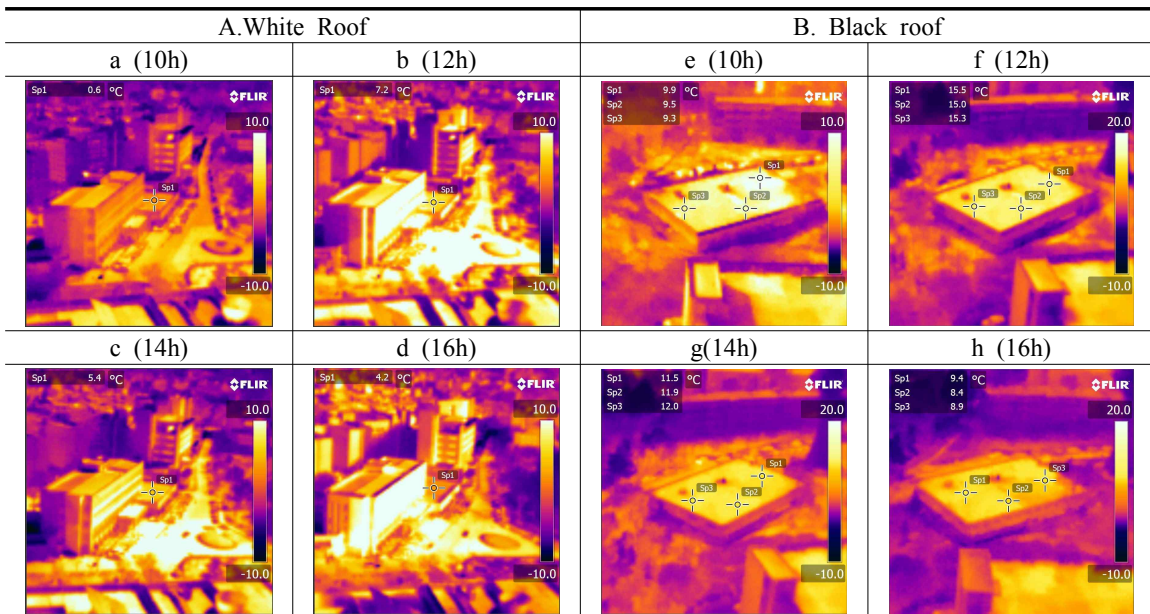 A.White Roof
B. Black roof
a (10h)
b (12h)
e (10h)
f (12h)
Sp1 0.6 °C
FLIR
10.0
Sp1
-10.0
Sp1 7.2 °C
FLIR
10.0
Sp1
-10.0
Sp1 9.9 °C
Sp2 9.5
Sp3 9.3
FLIR
10.0
Sp1
Sp3
Sp2
-10.0
Sp1 15.5 °C
Sp2 15.0
Sp3 15.3
FLIR
20.0
Sp1
Sp3
Sp2
-10.0
c (14h)
d (16h)
g(14h)
h (16h)
Sp1 5.4 °C
FLIR
10.0
Sp1
-10.0
Sp1 4.2 °C
FLIR
10.0
Sp1
-10.0
Sp1 11.5 °C
Sp2 11.9
Sp3 12.0
FLIR
20.0
Sp1
Sp3
Sp2
-10.0
Sp1 9.4 °C
Sp2 8.4
Sp3 8.9
FLIR
20.0
Sp3
Sp1
Sp2
-10.0